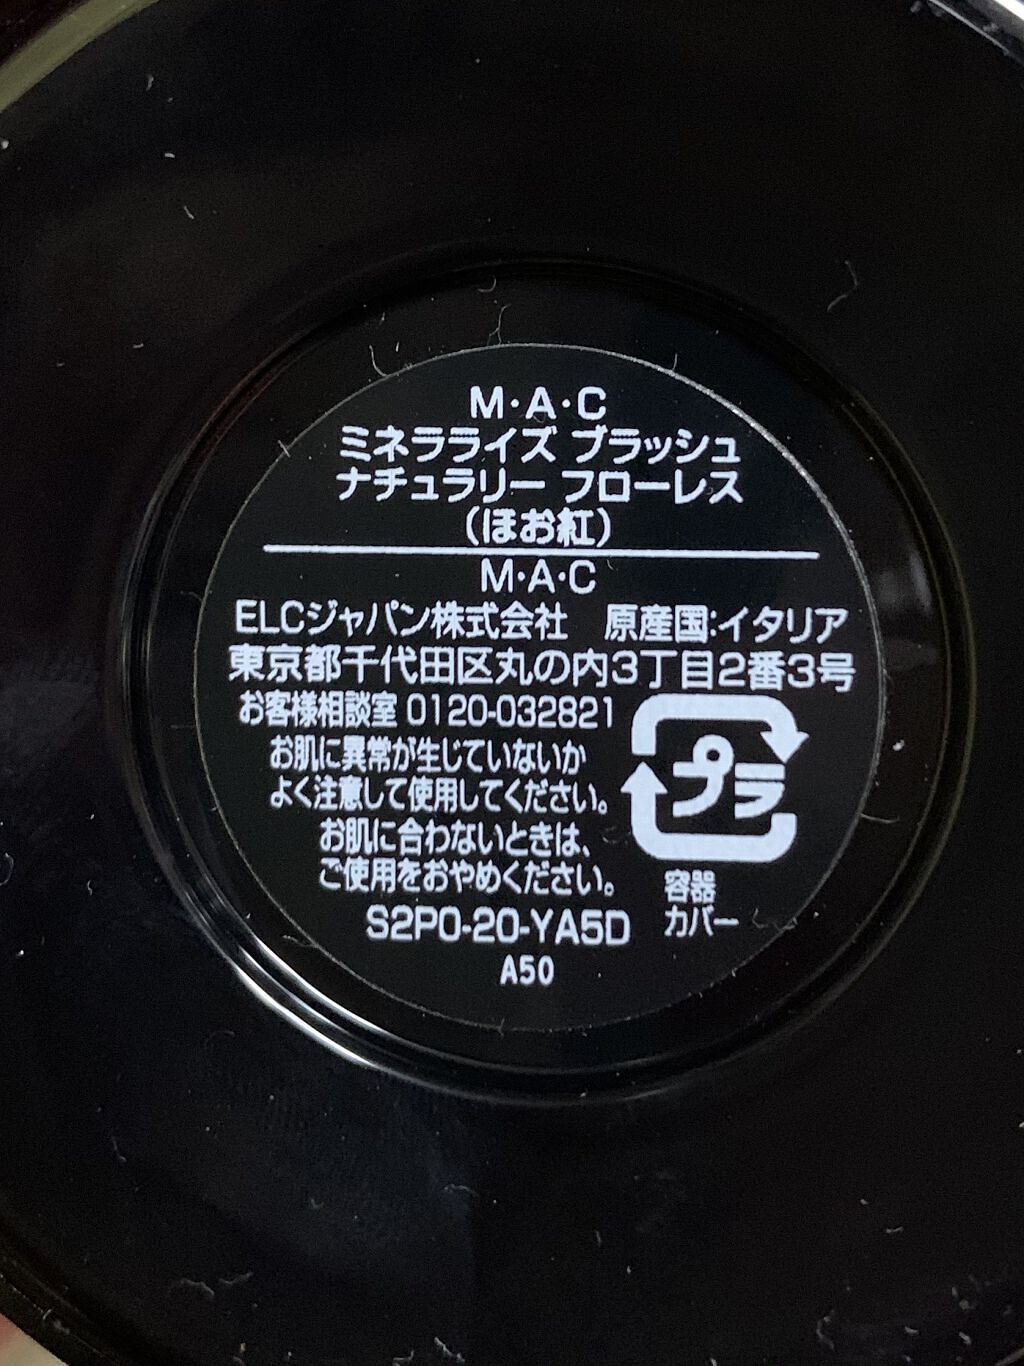 M·A·C
ミネラライズ ブラッシュ
ナチュラリー フローレス
(ほお紅)
M·A·C
ELCジャパン株式会社 原産国:イタリア
東京都千代田区丸の内3丁目2番3号
お客様相談室 0120-032821
お肌に異常が生じていないか
よく注意して使用してください。
お肌に合わないときは、
ご使用をおやめください。
プラ
容器
カバー
S2P0-20-YA5D
A50